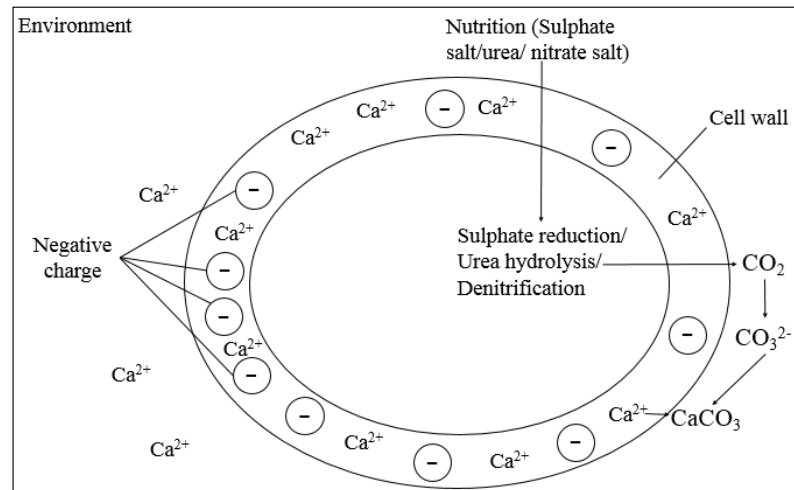 Environment
Nutrition (Sulphate
salt/urea/ nitrate salt)
Ca²⁺
Ca²⁺
Ca²⁺
−
Cell wall
−
Ca²⁺
−
Ca²⁺
Ca²⁺
Negative
charge
−
Sulphate reduction/
Urea hydrolysis/
Denitrification
CO₂
−
Ca²⁺
−
CO₃²⁻
Ca²⁺
−
−
Ca²⁺
CaCO₃
Ca²⁺
Ca²⁺
−
Ca²⁺
−